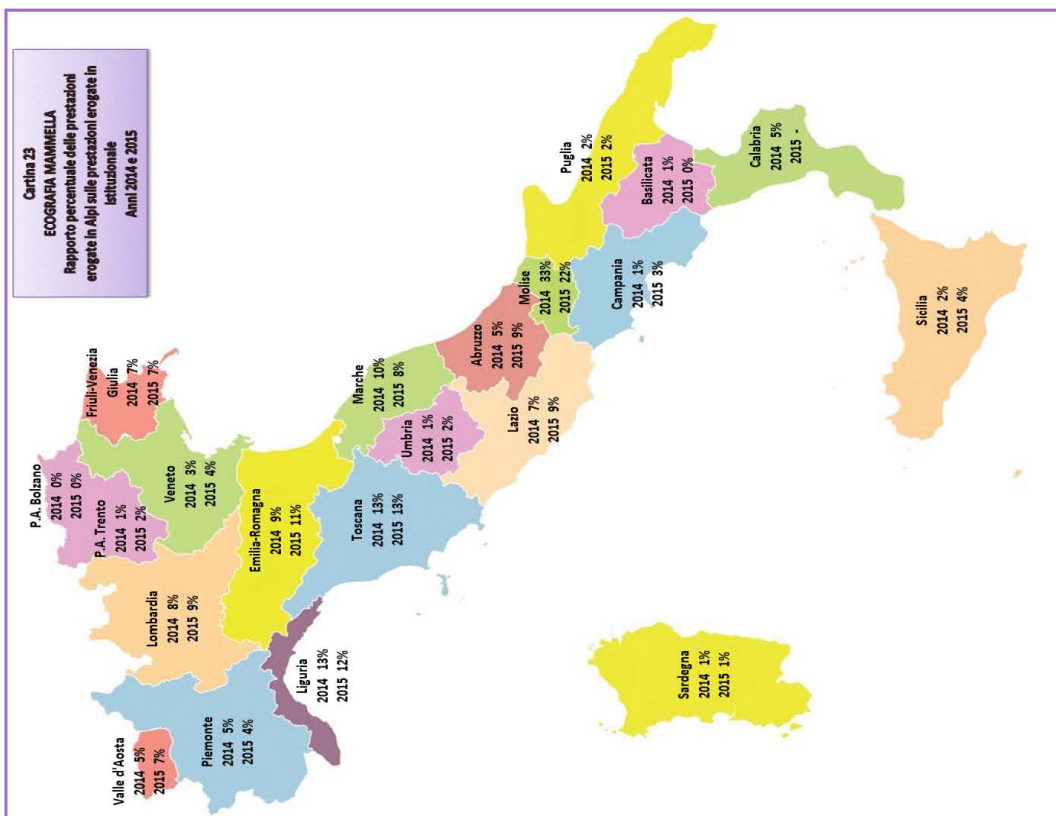 Cartina 23
ECOGRAFIA MAMMELLA
Rapporto percentuale delle prestazioni
erogate in Alpi sulle prestazioni erogate in
Istituzionale
Anni 2014 e 2015
P.A. Bolzano
2014 0%
2015 0%
P.A. Trento
2014 1%
2015 2%
Friuli-Venezia
Giulia
2014 7%
2015 7%
Veneto
2014 3%
2015 4%
Lombardia
2014 8%
2015 9%
Valle d'Aosta
2014 5%
2015 7%
Piemonte
2014 5%
2015 4%
Liguria
2014 13%
2015 12%
Emilia-Romagna
2014 9%
2015 11%
Toscana
2014 13%
2015 13%
Marche
2014 10%
2015 8%
Umbria
2014 1%
2015 2%
Lazio
2014 7%
2015 9%
Abruzzo
2014 5%
2015 9%
Molise
2014 33%
2015 22%
Campania
2014 1%
2015 3%
Puglia
2014 2%
2015 2%
Basilicata
2014 1%
2015 0%
Calabria
2014 5%
2015 -
Sicilia
2014 2%
2015 4%
Sardegna
2014 1%
2015 1%